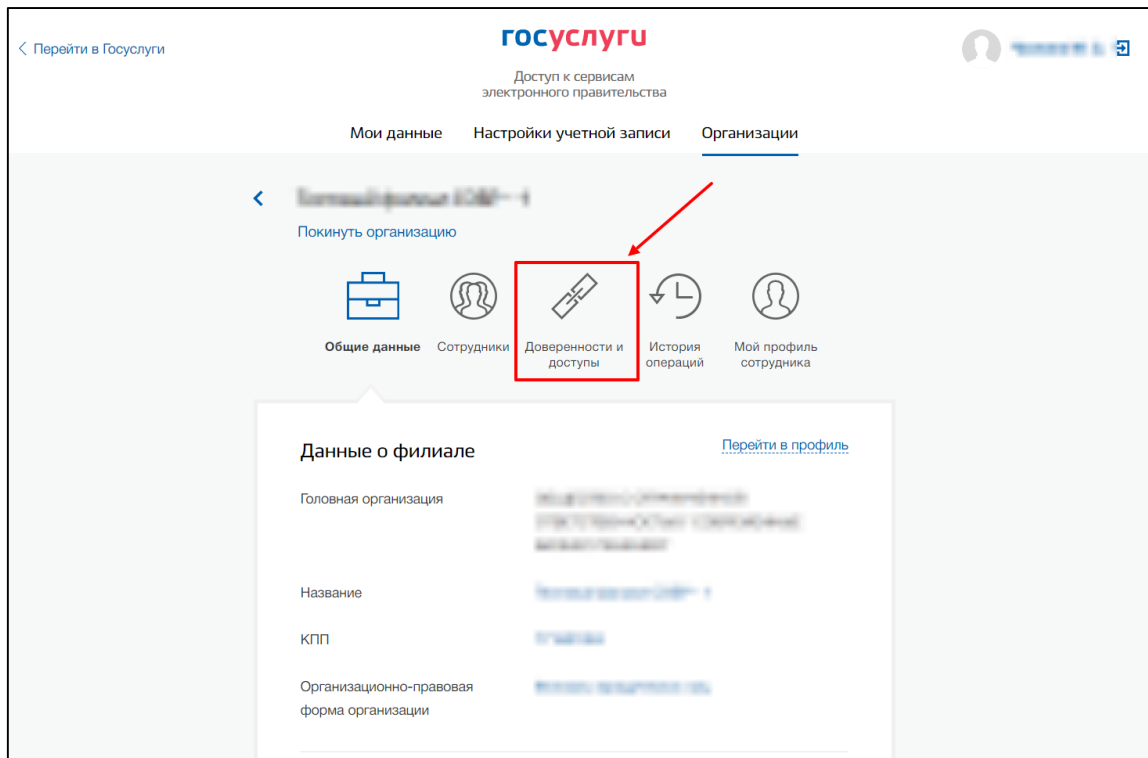 Перейти в Госуслуги
госуслуги
Доступ к сервисам
электронного правительства
Мои данные Настройки учетной записи Организации
Покинуть организацию
Общие данные Сотрудники Доверенности и доступы История операций Мой профиль сотрудника
Данные о филиале Перейти в профиль
Головная организация
Название
КПП
Организационно-правовая
форма организации